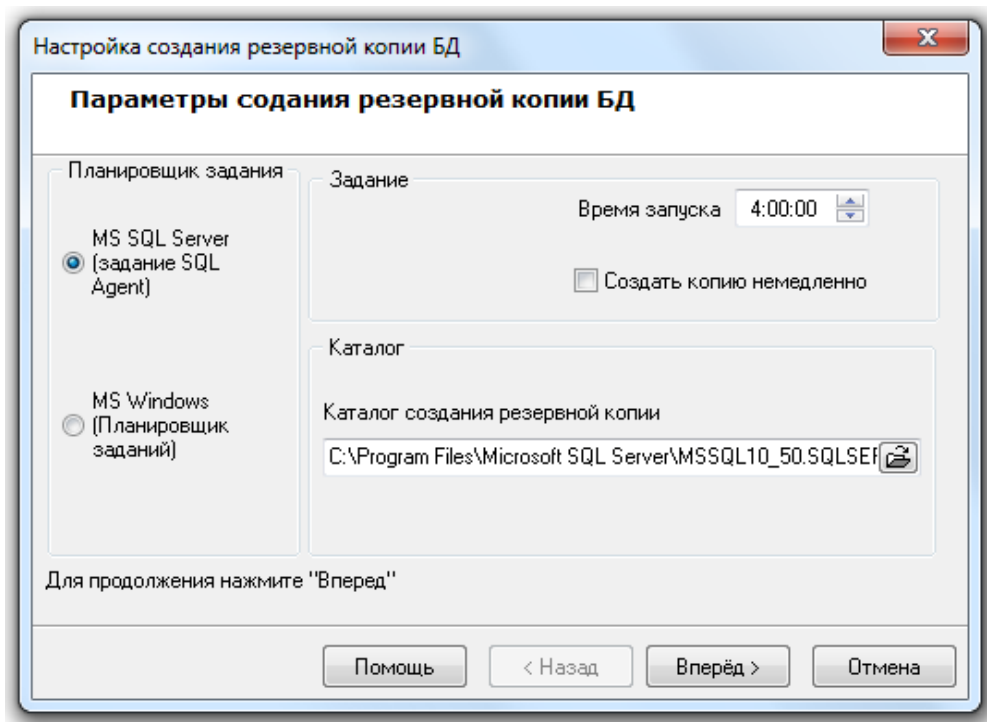 Настройка создания резервной копии БД
Параметры содания резервной копии БД
Планировщик задания
MS SQL Server
(задание SQL
Agent)
MS Windows
(Планировщик
заданий)
Задание
Время запуска 4:00:00
Создать копию немедленно
Каталог
Каталог создания резервной копии
C:\Program Files\Microsoft SQL Server\MSSQL10_50.SQLSEF
Для продолжения нажмите "Вперед"
Помощь < Назад Вперёд > Отмена